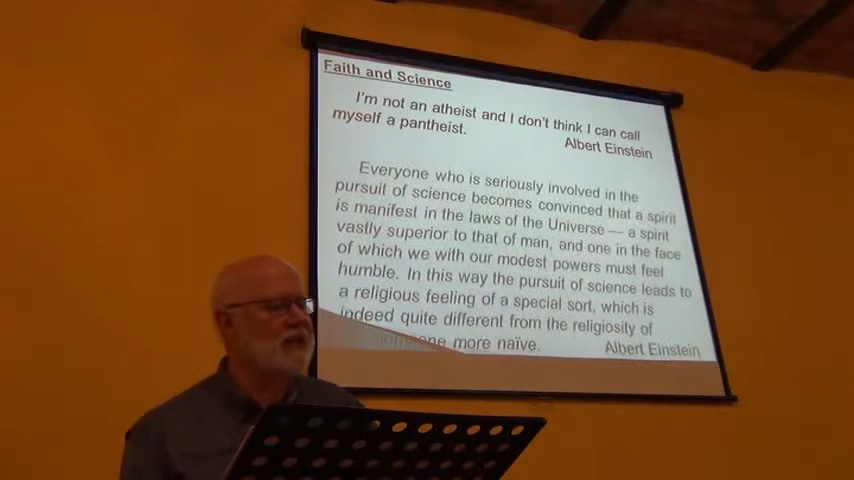 Faith and Science
I'm not an atheist and I don't think I can call
myself a pantheist.
Albert Einstein
Everyone who is seriously involved in the
pursuit of science becomes convinced that a spirit
is manifest in the laws of the Universe — a spirit
vastly superior to that of man, and one in the face
of which we with our modest powers must feel
humble. In this way the pursuit of science leads to
a religious feeling of a special sort, which is
indeed quite different from the religiosity of
someone more naïve.
Albert Einstein